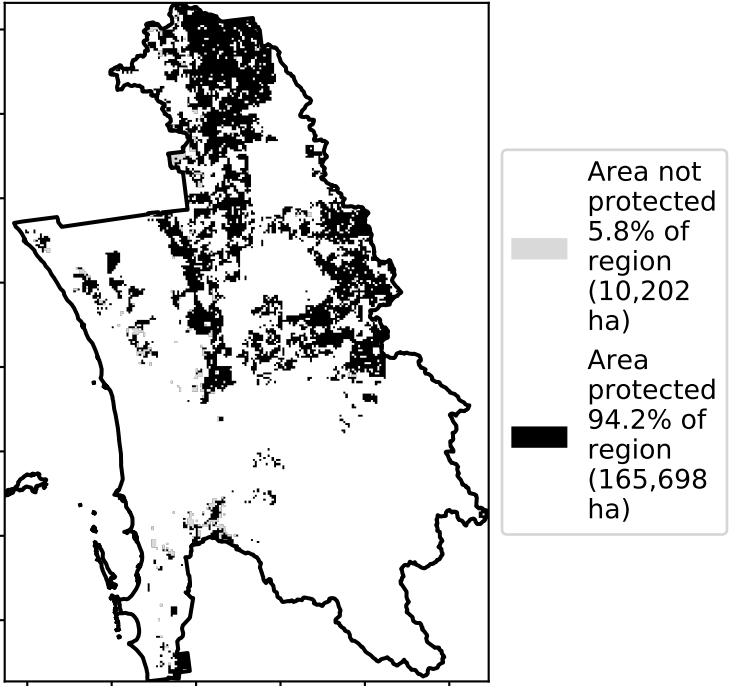 Area not
protected
5.8% of
region
(10,202
ha)
Area
protected
94.2% of
region
(165,698
ha)